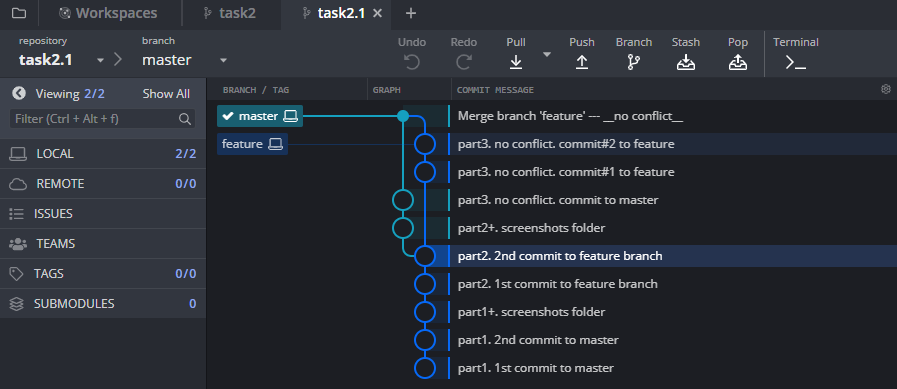 Workspaces
task2
task2.1
repository
task2.1
branch
master
Undo
Redo
Pull
Push
Branch
Stash
Pop
Terminal
Viewing 2/2
Show All
Filter (Ctrl + Alt + f)
LOCAL 2/2
REMOTE 0/0
ISSUES
TEAMS
TAGS 0/0
SUBMODULES 0
BRANCH / TAG
GRAPH
COMMIT MESSAGE
master
Merge branch 'feature' --- __no conflict__
feature
part3. no conflict. commit#2 to feature
part3. no conflict. commit#1 to feature
part3. no conflict. commit to master
part2+. screenshots folder
part2. 2nd commit to feature branch
part2. 1st commit to feature branch
part1+. screenshots folder
part1. 2nd commit to master
part1. 1st commit to master